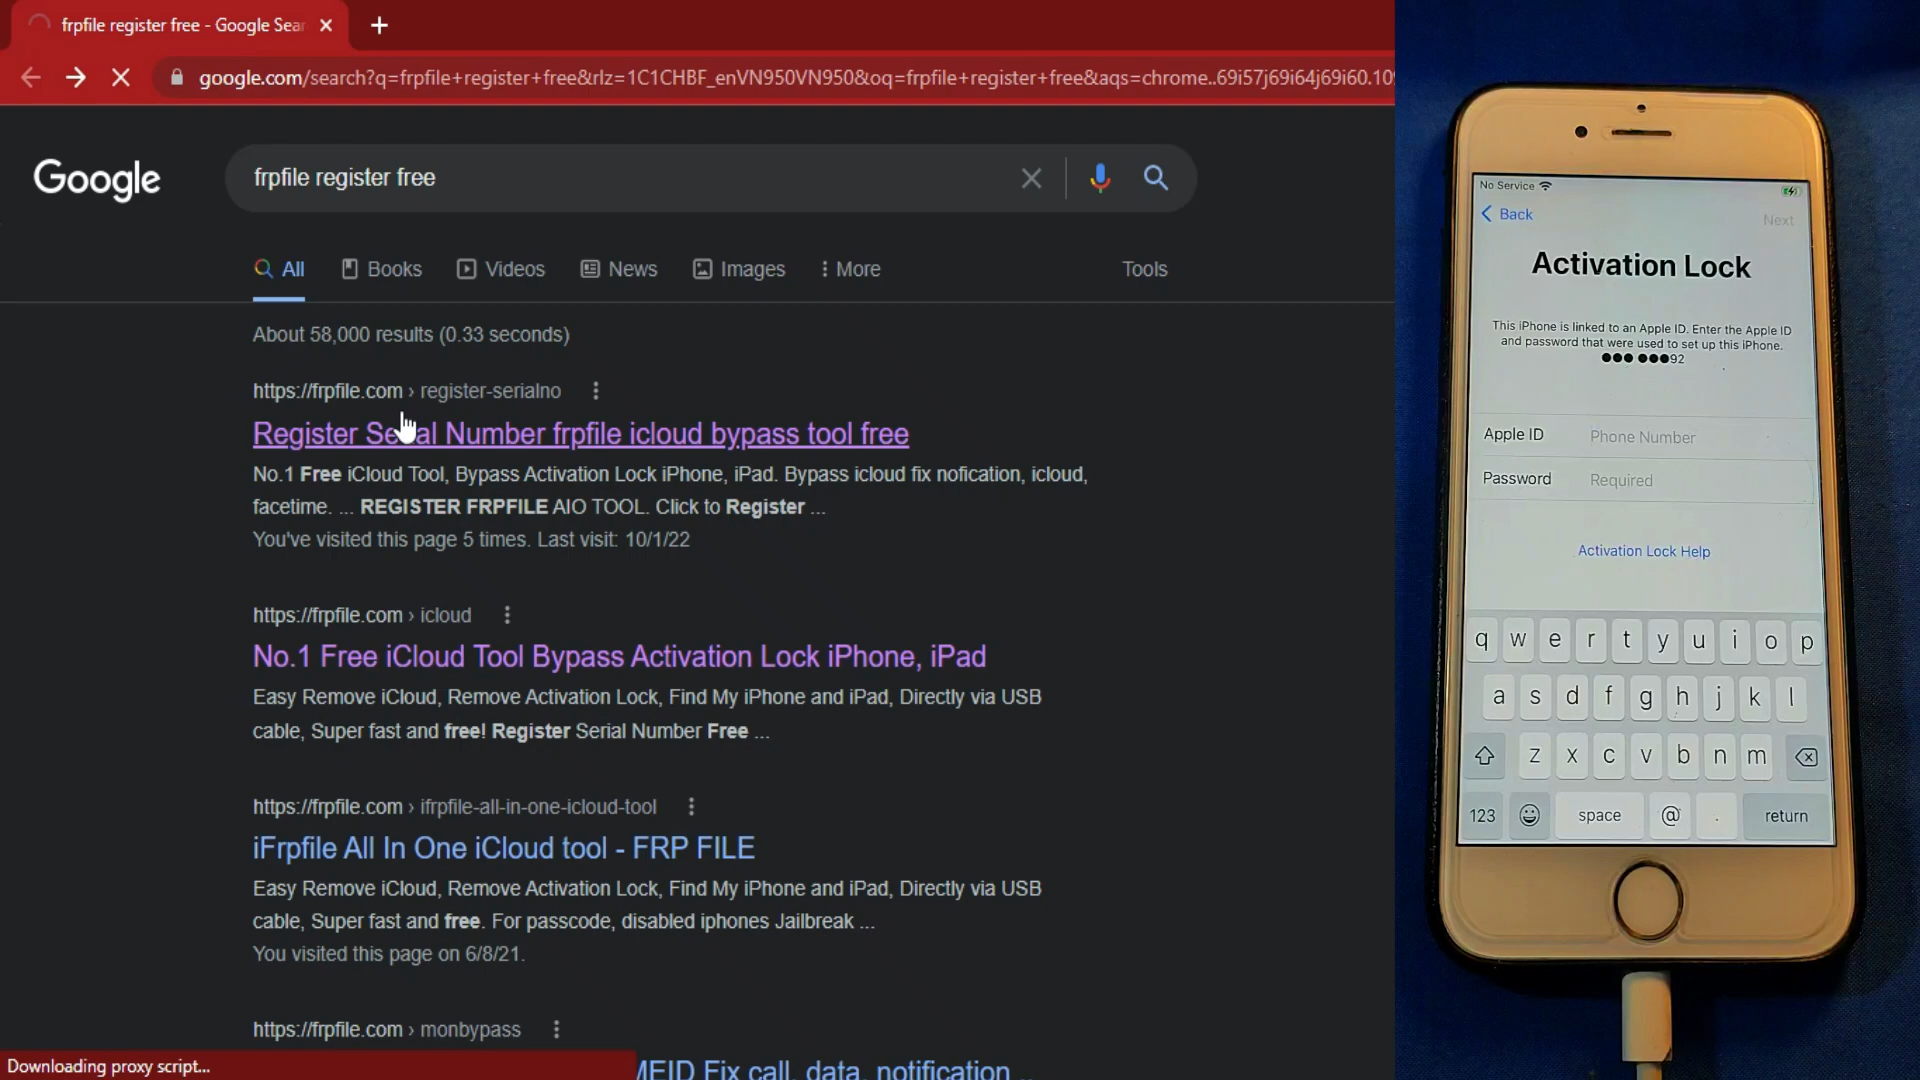 frpfile register free - Google Sea
google.com/search?q=frpfile+register+free&rlz=1C1CHBF_enVN950VN950&oq=frpfile+register+free&aqs=chrome..69i57j69i64j69i60.109
Google
frpfile register free
All
Books
Videos
News
Images
More
Tools
About 58,000 results (0.33 seconds)
https://frpfile.com › register-serialno
Register Serial Number frpfile icloud bypass tool free
No.1 Free iCloud Tool, Bypass Activation Lock iPhone, iPad. Bypass icloud fix nofication, icloud,
facetime. ... REGISTER FRPFILE AIO TOOL. Click to Register ...
You've visited this page 5 times. Last visit: 10/1/22
https://frpfile.com › icloud
No.1 Free iCloud Tool Bypass Activation Lock iPhone, iPad
Easy Remove iCloud, Remove Activation Lock, Find My iPhone and iPad, Directly via USB
cable, Super fast and free! Register Serial Number Free ...
https://frpfile.com › ifrpfile-all-in-one-icloud-tool
iFrpfile All In One iCloud tool - FRP FILE
Easy Remove iCloud, Remove Activation Lock, Find My iPhone and iPad, Directly via USB
cable, Super fast and free. For passcode, disabled iphones Jailbreak ...
You visited this page on 6/8/21.
https://frpfile.com › monbypass
MEID Fix call, data, notification ...
Downloading proxy script...
No Service
Back
Next
Activation Lock
This iPhone is linked to an Apple ID. Enter the Apple ID
and password that were used to set up this iPhone.
●●● ●●●92
Apple ID Phone Number
Password Required
Activation Lock Help
q w e r t y u i o p
a s d f g h j k l
z x c v b n m
123 space @ . return